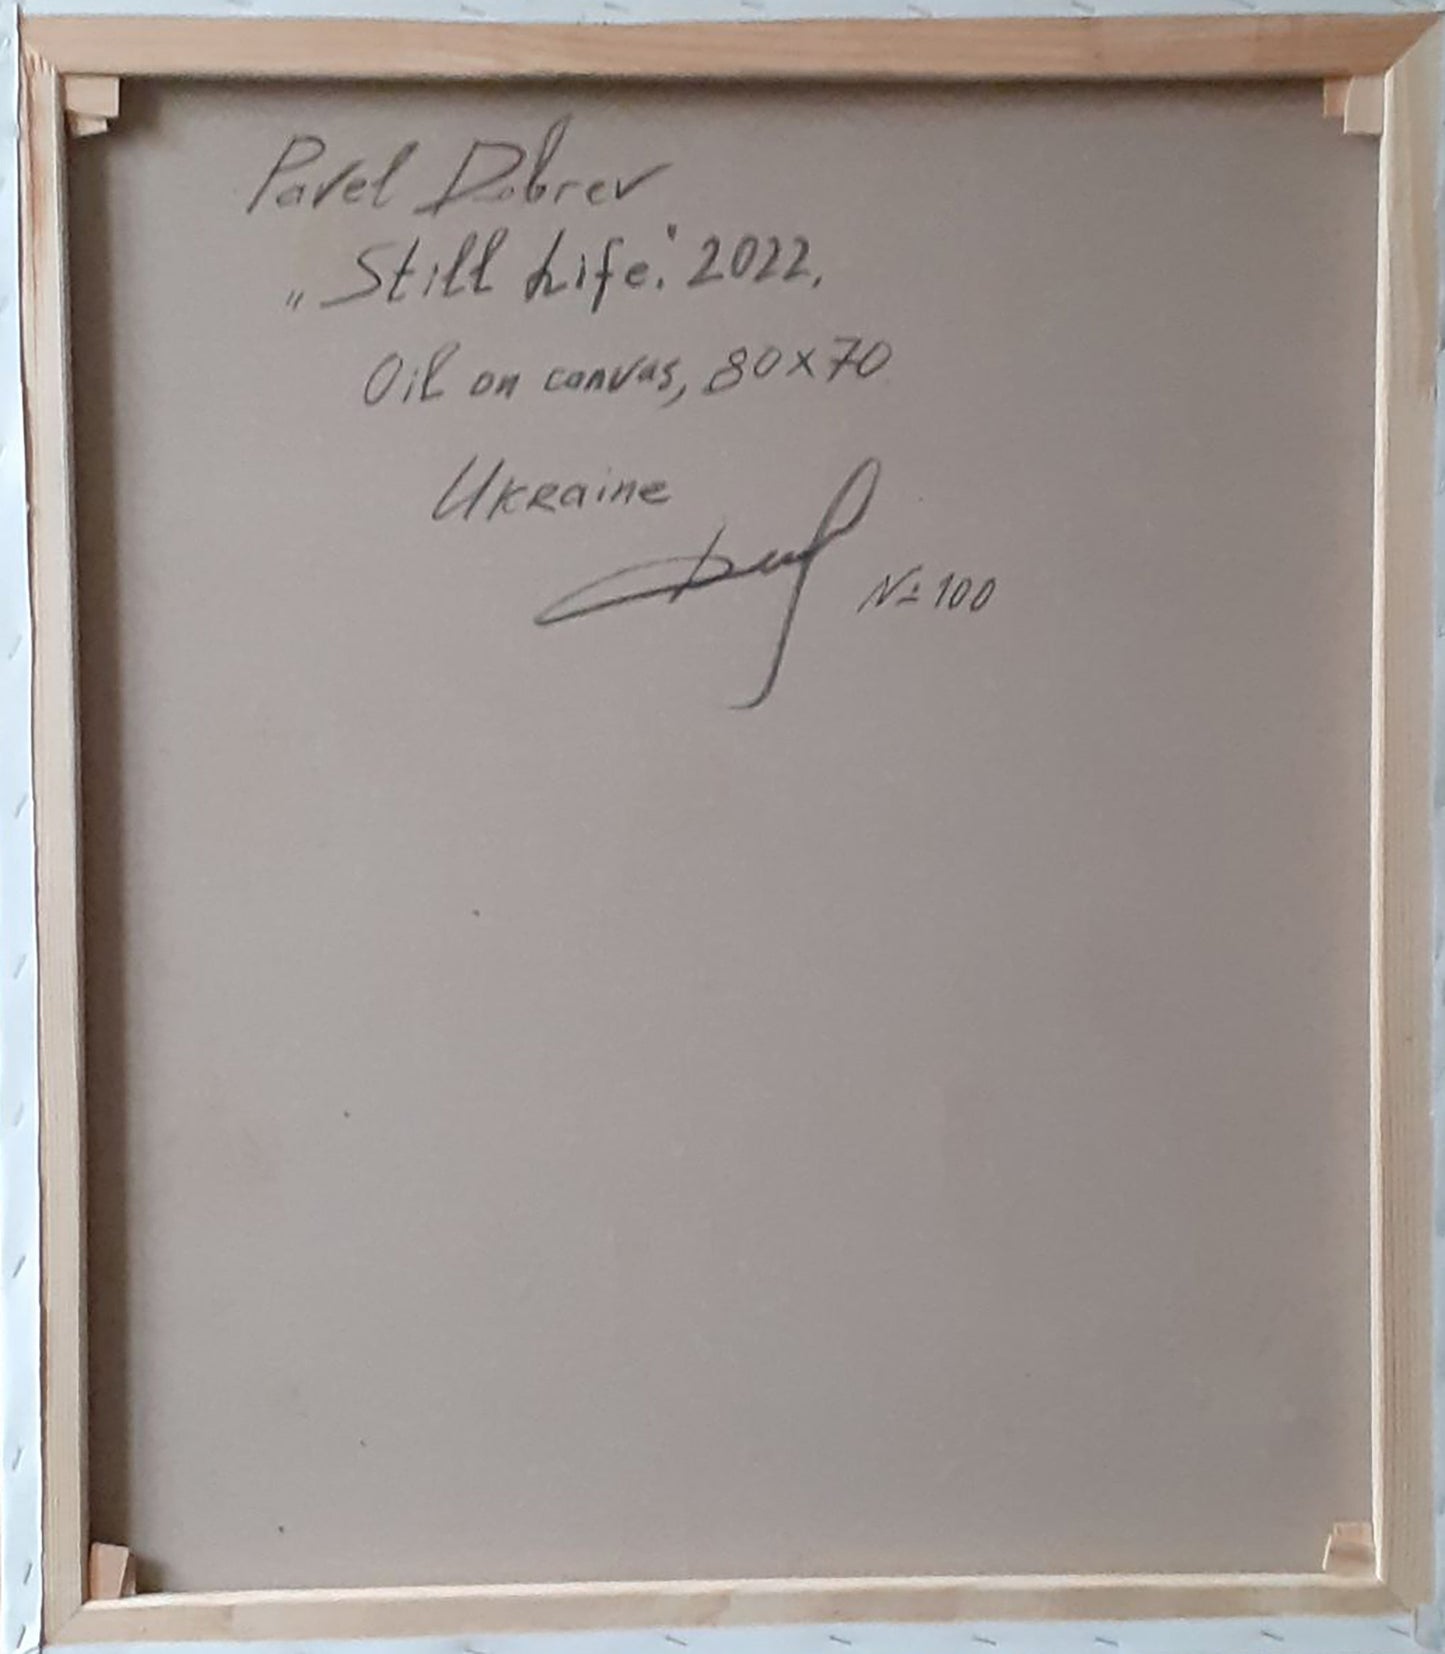 Pavel Dobrev
„Still Life." 2022.
Oil on canvas, 80x70
Ukraine
№ 100